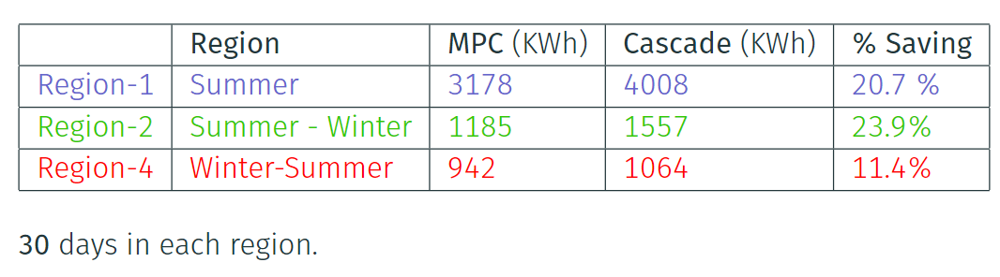 Region MPC (KWh) Cascade (KWh) % Saving
Region-1 Summer 3178 4008 20.7 %
Region-2 Summer - Winter 1185 1557 23.9%
Region-4 Winter-Summer 942 1064 11.4%
30 days in each region.